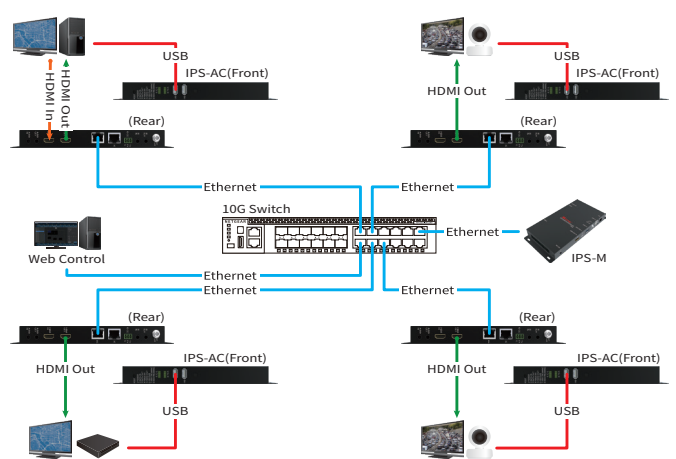 USB
IPS-AC(Front)
HDMI In
HDMI Out
(Rear)
Ethernet
USB
IPS-AC(Front)
HDMI Out
(Rear)
Ethernet
10G Switch
NETGEAR
Web Control
Ethernet
Ethernet
IPS-M
Ethernet
Ethernet
(Rear)
IPS-AC(Front)
HDMI Out
USB
(Rear)
IPS-AC(Front)
HDMI Out
USB